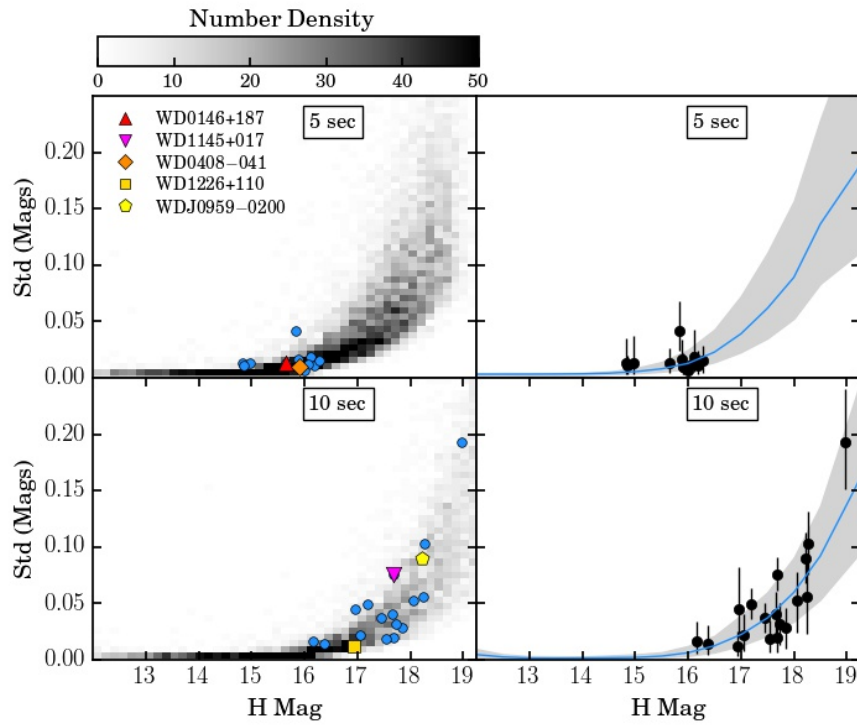 Number Density
0 10 20 30 40 50
WD0146+187
WD1145+017
WD0408−041
WD1226+110
WDJ0959−0200
5 sec
5 sec
Std (Mags)
0.20
0.15
0.10
0.05
0.00
10 sec
10 sec
Std (Mags)
0.20
0.15
0.10
0.05
0.00
13 14 15 16 17 18 19
13 14 15 16 17 18 19
H Mag
H Mag